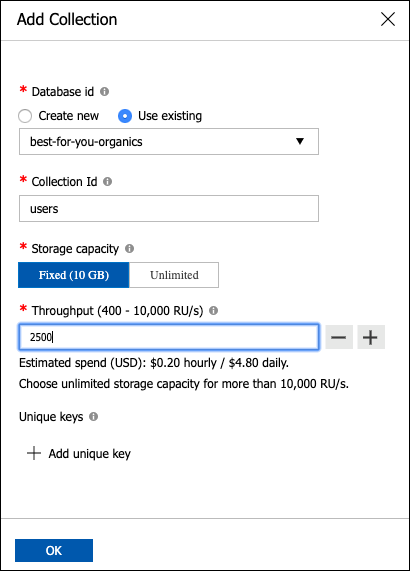 Add Collection
* Database id
Create new Use existing
best-for-you-organics
* Collection Id
users
* Storage capacity
Fixed (10 GB) Unlimited
* Throughput (400 - 10,000 RU/s)
2500
Estimated spend (USD): $0.20 hourly / $4.80 daily.
Choose unlimited storage capacity for more than 10,000 RU/s.
Unique keys
Add unique key
OK